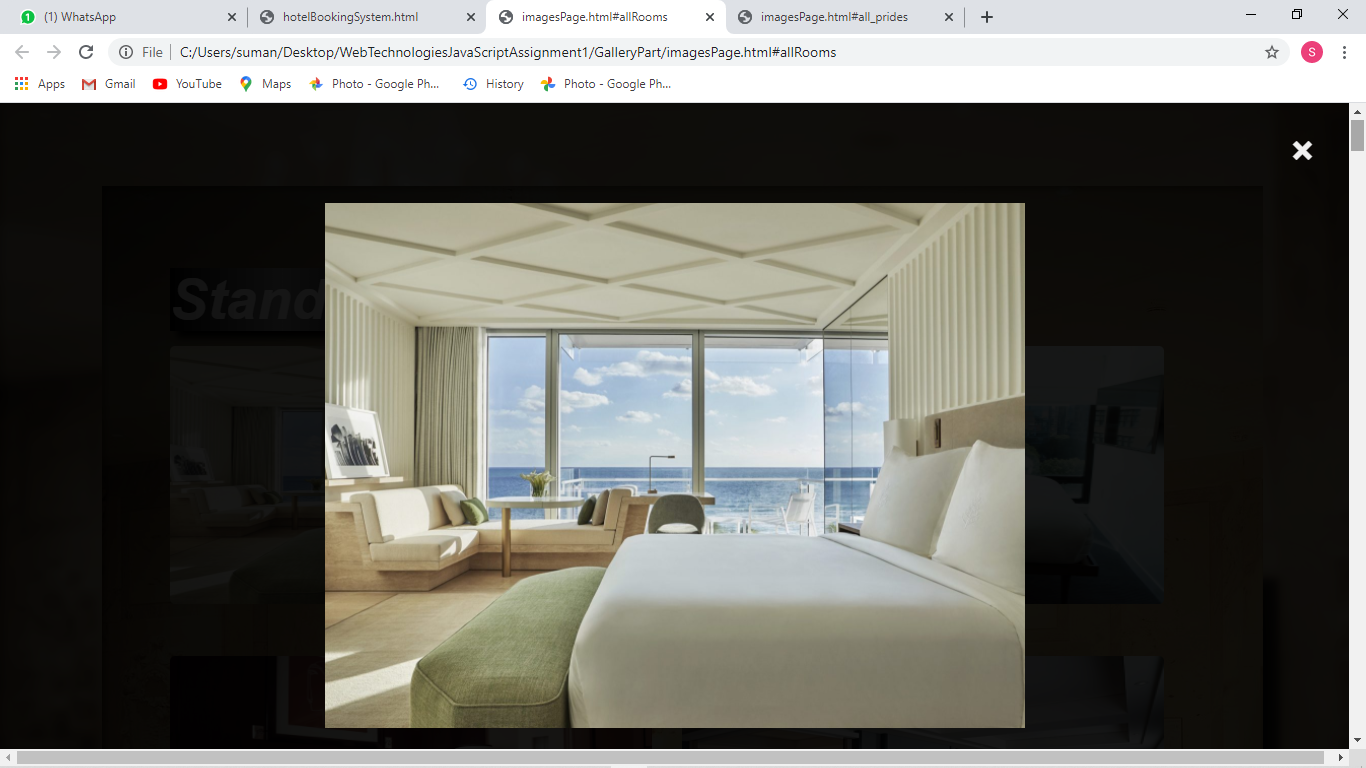 (1) WhatsApp
hotelBookingSystem.html
imagesPage.html#allRooms
imagesPage.html#all_prides
File
C:/Users/suman/Desktop/WebTechnologiesJavaScriptAssignment1/GalleryPart/imagesPage.html#allRooms
S
Apps
Gmail
YouTube
Maps
Photo - Google Ph...
History
Photo - Google Ph...
Stand